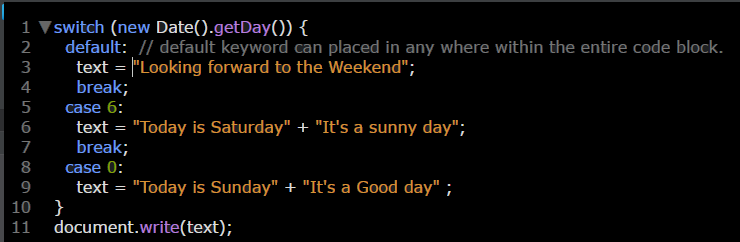 1 switch (new Date().getDay()) {
2 default: // default keyword can placed in any where within the entire code block.
3 text = "Looking forward to the Weekend";
4 break;
5 case 6:
6 text = "Today is Saturday" + "It's a sunny day";
7 break;
8 case 0:
9 text = "Today is Sunday" + "It's a Good day" ;
10 }
11 document.write(text);